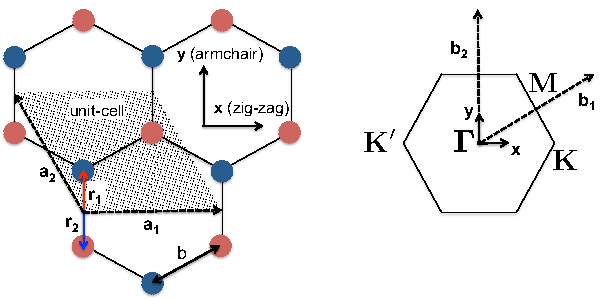 y (armchair)
unit-cell
x (zig-zag)
a2
r1
r2
a1
b
b2
M
b1
y
K′
Γ
x
K